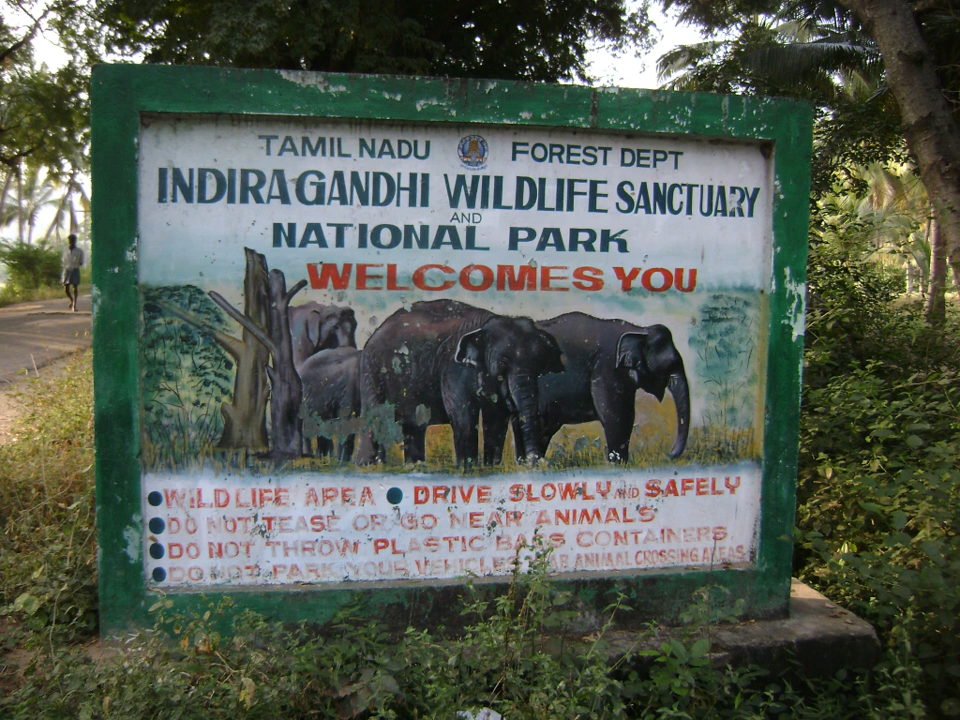 TAMIL NADU FOREST DEPT
INDIRA GANDHI WILDLIFE SANCTUARY
AND
NATIONAL PARK
WELCOMES YOU
● WILDLIFE AREA ● DRIVE SLOWLY AND SAFELY
● DO NOT TEASE OR GO NEAR ANIMALS
● DO NOT THROW PLASTIC BAGS CONTAINERS
● DO NOT PARK YOUR VEHICLES NEAR ANIMAL CROSSING AREAS